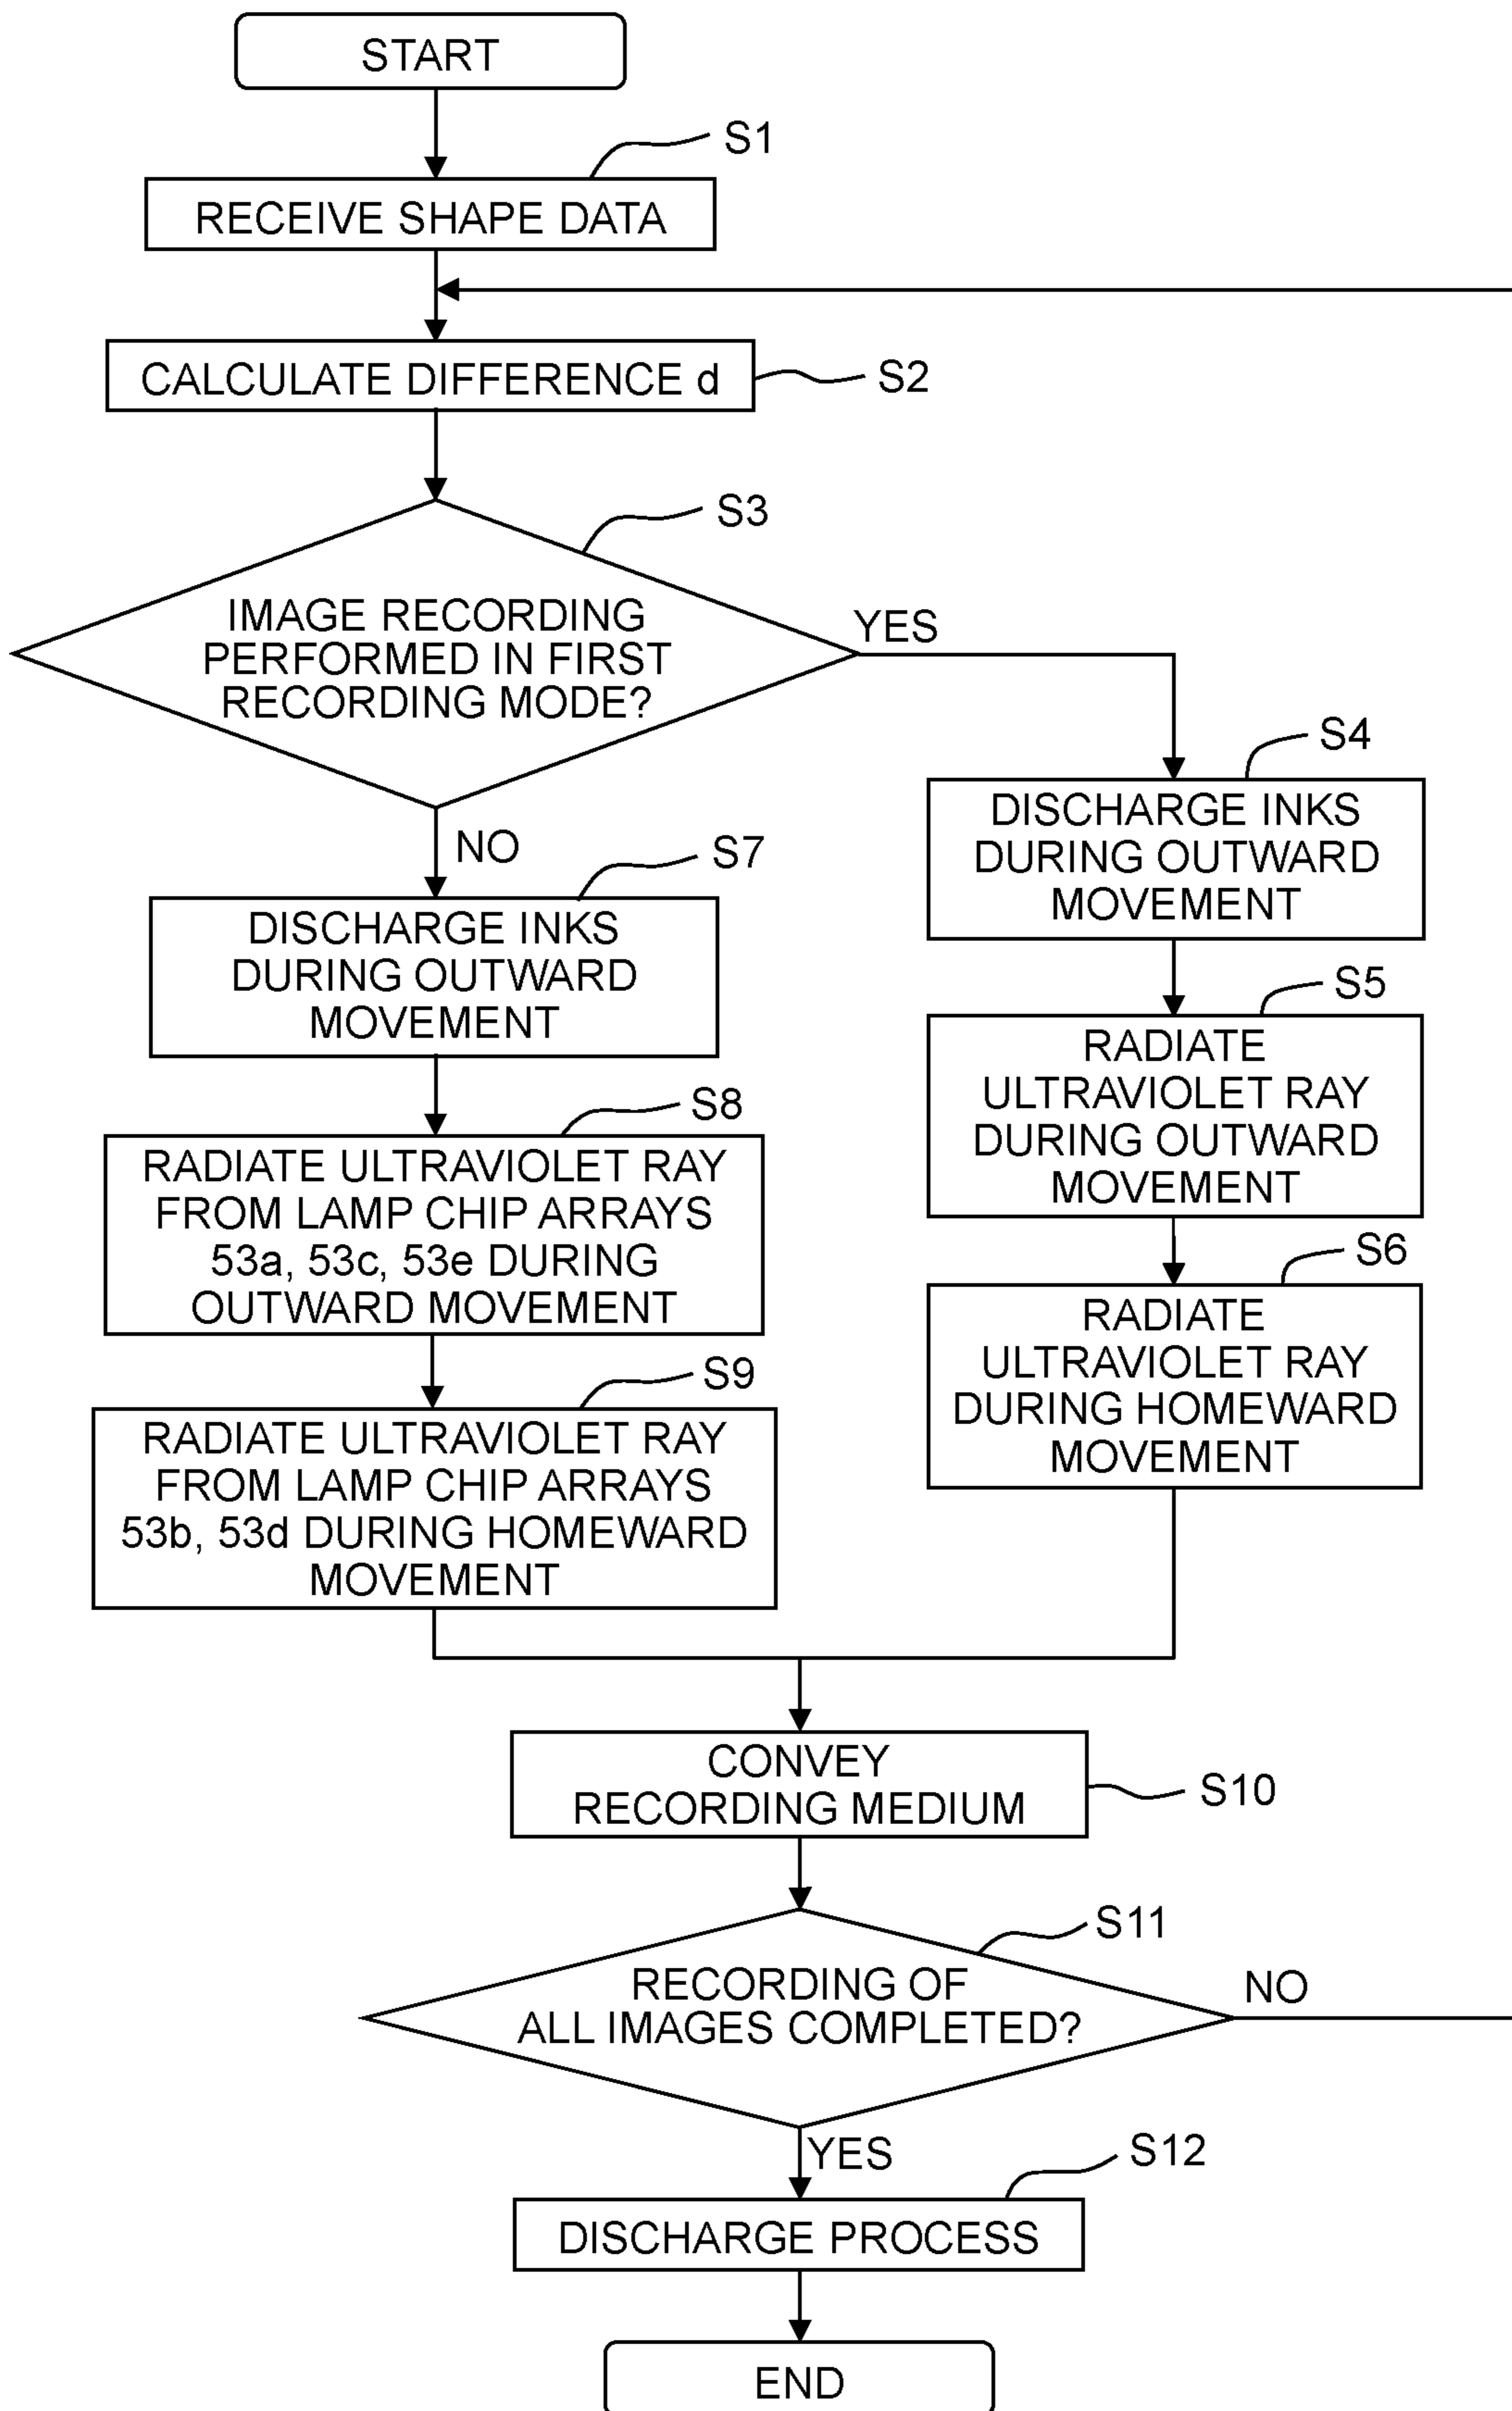 START
S1
RECEIVE SHAPE DATA
CALCULATE DIFFERENCE d
S2
S3
IMAGE RECORDING
PERFORMED IN FIRST
RECORDING MODE?
YES
NO
S4
DISCHARGE INKS
DURING OUTWARD
MOVEMENT
S5
RADIATE
ULTRAVIOLET RAY
DURING OUTWARD
MOVEMENT
S6
RADIATE
ULTRAVIOLET RAY
DURING HOMEWARD
MOVEMENT
S7
DISCHARGE INKS
DURING OUTWARD
MOVEMENT
S8
RADIATE ULTRAVIOLET RAY
FROM LAMP CHIP ARRAYS
53a, 53c, 53e DURING
OUTWARD MOVEMENT
S9
RADIATE ULTRAVIOLET RAY
FROM LAMP CHIP ARRAYS
53b, 53d DURING HOMEWARD
MOVEMENT
CONVEY
RECORDING MEDIUM
S10
S11
RECORDING OF
ALL IMAGES COMPLETED?
NO
YES
S12
DISCHARGE PROCESS
END